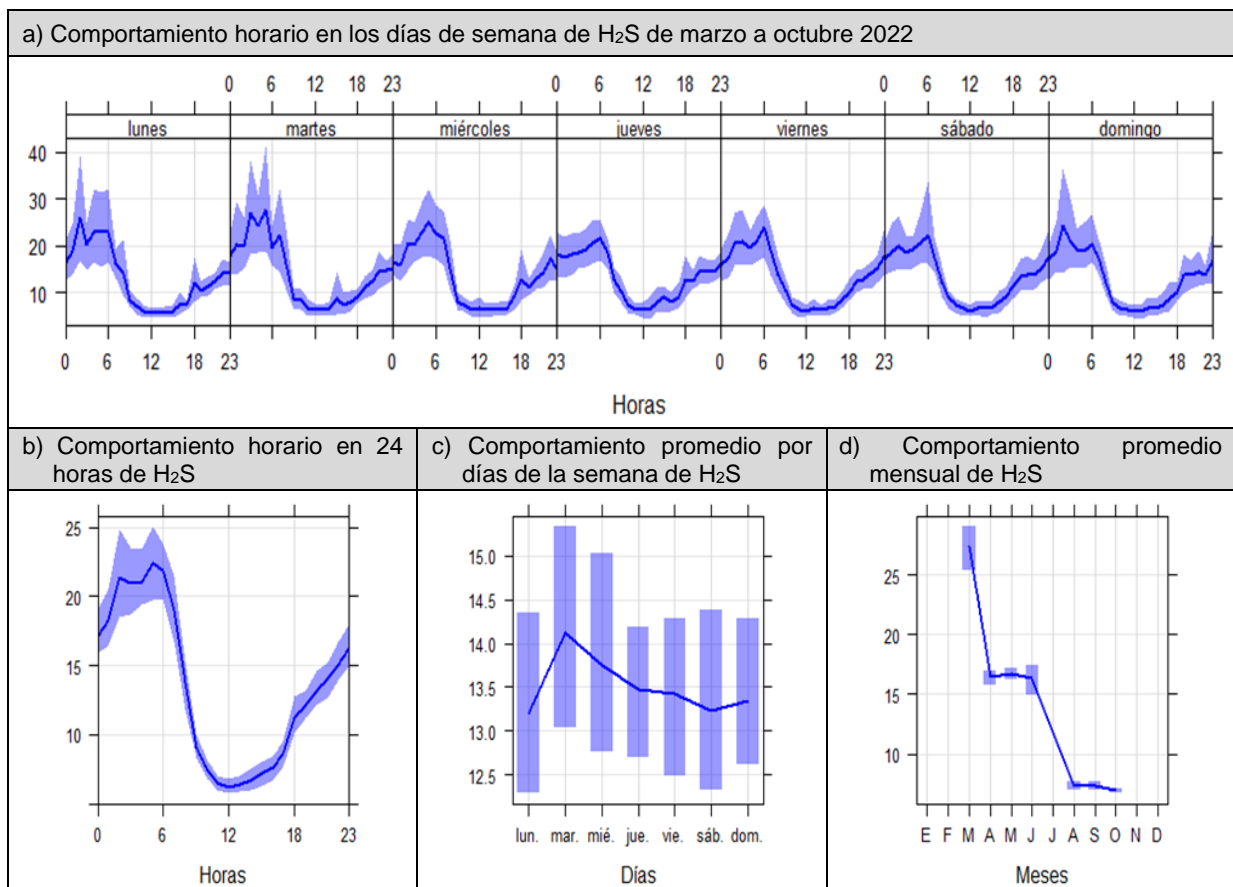 a) Comportamiento horario en los días de semana de H₂S de marzo a octubre 2022
0 6 12 18 23 0 6 12 18 23 0 6 12 18 23
lunes martes miércoles jueves viernes sábado domingo
40
30
20
10
0 6 12 18 23 0 6 12 18 23 0 6 12 18 23 0 6 12 18 23
Horas
b) Comportamiento horario en 24
horas de H₂S
25
20
15
10
0 6 12 18 23
Horas
c) Comportamiento promedio por
días de la semana de H₂S
15.0
14.5
14.0
13.5
13.0
12.5
lun. mar. mié. jue. vie. sáb. dom.
Días
d) Comportamiento promedio
mensual de H₂S
25
20
15
10
E F M A M J J A S O N D
Meses